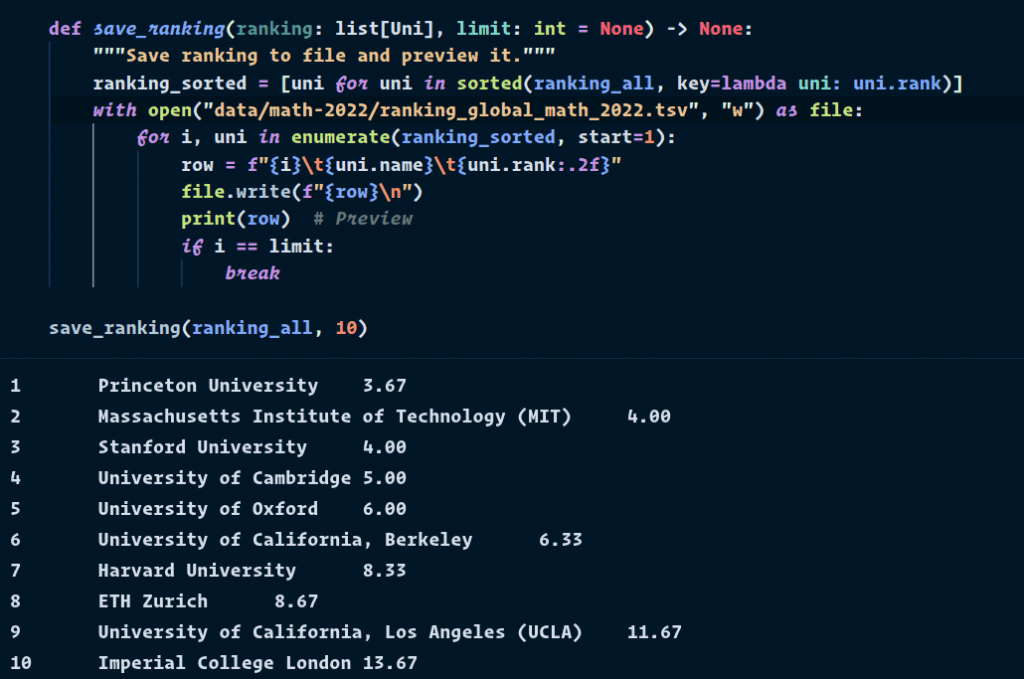 def save_ranking(ranking: list[Uni], limit: int = None) -> None:
    """Save ranking to file and preview it."""
    ranking_sorted = [uni for uni in sorted(ranking_all, key=lambda uni: uni.rank)]
    with open("data/math-2022/ranking_global_math_2022.tsv", "w") as file:
        for i, uni in enumerate(ranking_sorted, start=1):
            row = f"{i}\t{uni.name}\t{uni.rank:.2f}"
            file.write(f"{row}\n")
            print(row)  # Preview
            if i == limit:
                break
save_ranking(ranking_all, 10)
1	Princeton University	3.67
2	Massachusetts Institute of Technology (MIT)	4.00
3	Stanford University	4.00
4	University of Cambridge	5.00
5	University of Oxford	6.00
6	University of California, Berkeley	6.33
7	Harvard University	8.33
8	ETH Zurich	8.67
9	University of California, Los Angeles (UCLA)	11.67
10	Imperial College London	13.67